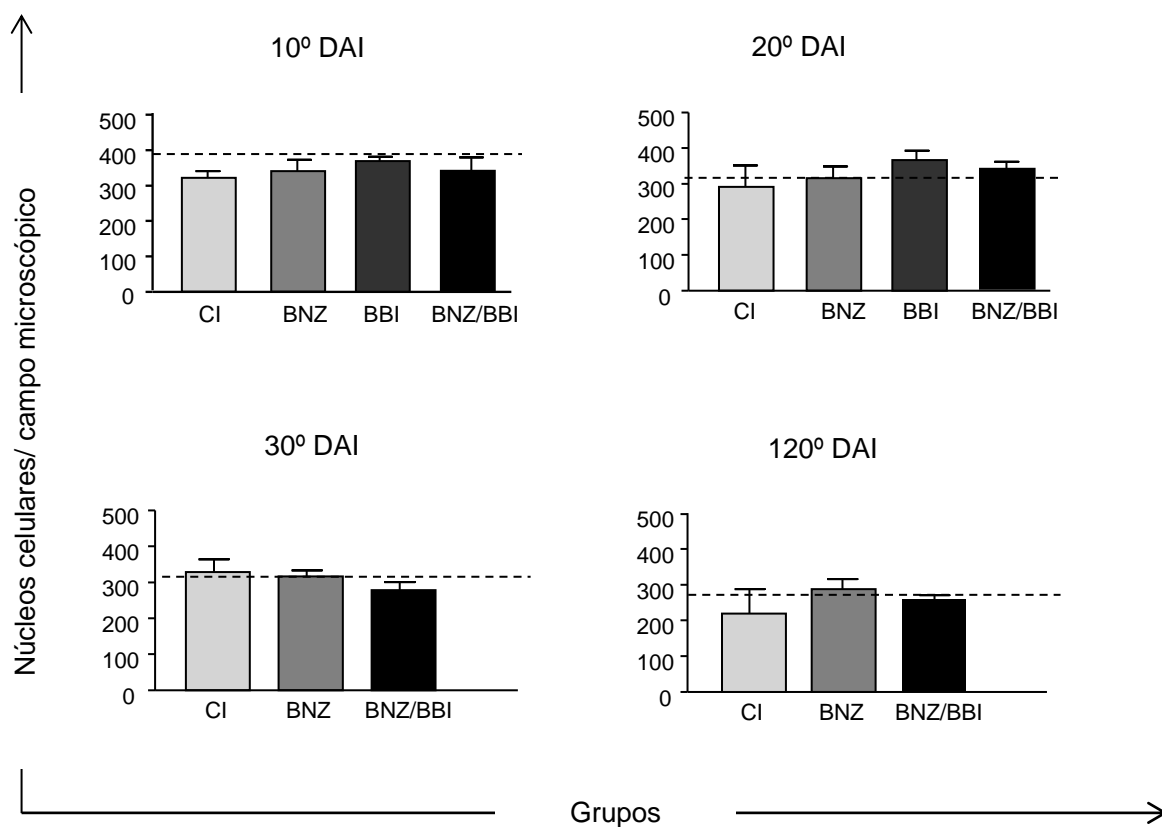 10º DAI
20º DAI
Núcleos celulares/ campo microscópico
500
400
300
200
100
0
CI BNZ BBI BNZ/BBI
500
400
300
200
100
0
CI BNZ BBI BNZ/BBI
30º DAI
120º DAI
500
400
300
200
100
0
CI BNZ BNZ/BBI
500
400
300
200
100
0
CI BNZ BNZ/BBI
Grupos